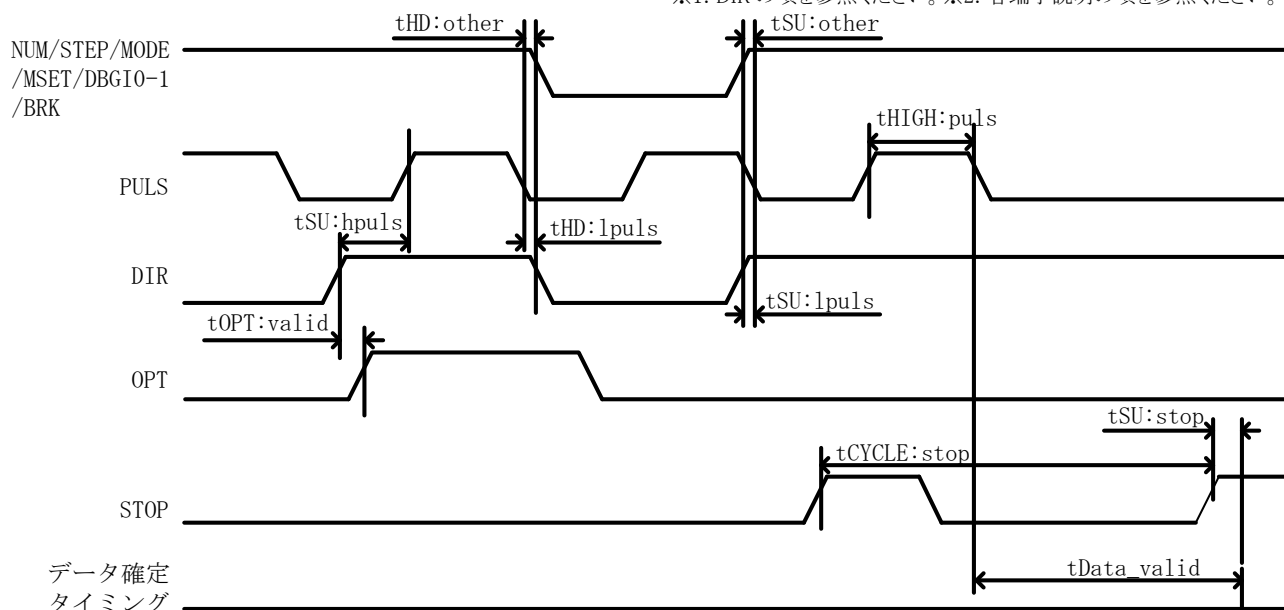 ※1. DIRの項を参照ください。※2. 各端子説明の項を参照ください。
tHD:other
tSU:other
NUM/STEP/MODE
/MSET/DBGI0-1
/BRK
tHIGH:puls
PULS
tSU:hpuls
tHD:lpuls
DIR
tSU:lpuls
tOPT:valid
OPT
tSU:stop
tCYCLE:stop
STOP
tData_valid
データ確定
タイミング